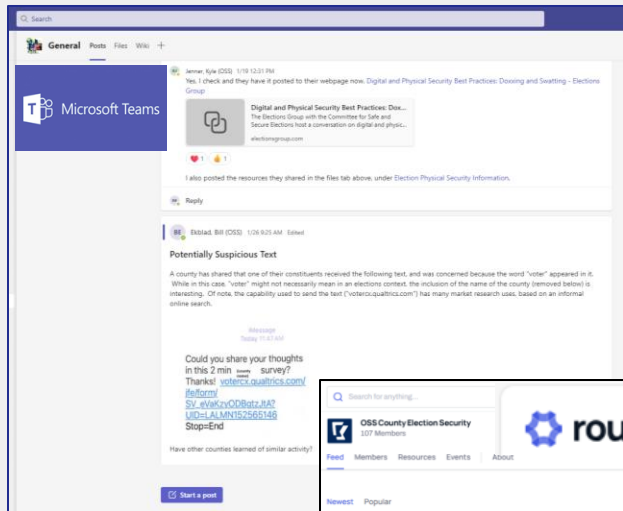 Search
General Posts Files Wiki +
Microsoft Teams
Jenner, Kyle (OSS) 1/19 12:31 PM
Yes, I check and they have it posted to their webpage now. Digital and Physical Security Best Practices: Doxxing and Swatting - Elections
Group
Digital and Physical Security Best Practices: Dox...
The Elections Group with the Committee for Safe and
Secure Elections host a conversation on digital and physic...
electionsgroup.com
1 1
I also posted the resources they shared in the files tab above, under Election Physical Security Information.
Reply
BE Ekblad, Bill (OSS) 1/26 8:25 AM Edited
Potentially Suspicious Text
A county has shared that one of their constituents received the following text, and was concerned because the word "voter" appeared in it.
While in this case, "voter" might not necessarily mean in an elections context, the inclusion of the name of the county (removed below) is
interesting. Of note, the capability used to send the text ("votercx.qualtrics.com") has many market research uses, based on an informal
online search.
iMessage
Today 11:47 AM
Could you share your thoughts
in this 2 min survey?
Thanks! votercx.qualtrics.com/
jfe/form/
UID=LALMN152565146
Stop=End
Have other counties learned of similar activity?
Start a post
Search for anything...
OSS County Election Security
107 Members
rou
Feed Members Resources Events About
Newest Popular